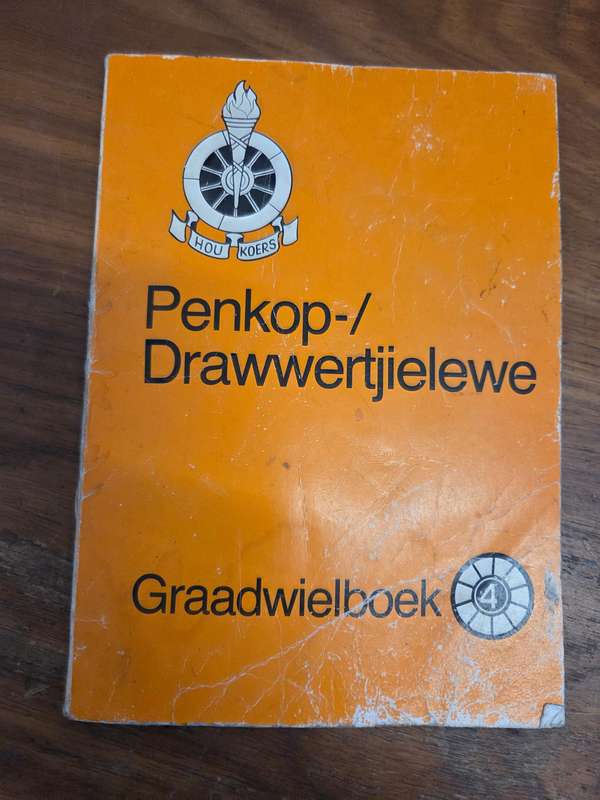 HOU KOERS
Penkop-/
Drawwertjielewe
Graadwielboek 4